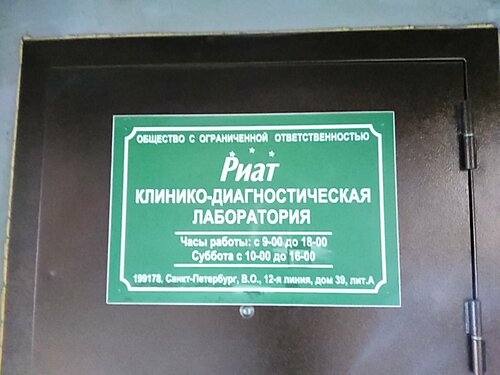 ОБЩЕСТВО С ОГРАНИЧЕННОЙ ОТВЕТСТВЕННОСТЬЮ
Риат
КЛИНИКО-ДИАГНОСТИЧЕСКАЯ
ЛАБОРАТОРИЯ
Часы работы: с 9-00 до 18-00
Суббота с 10-00 до 16-00
199178, Санкт-Петербург, В.О., 12-я линия, дом 39, лит.А